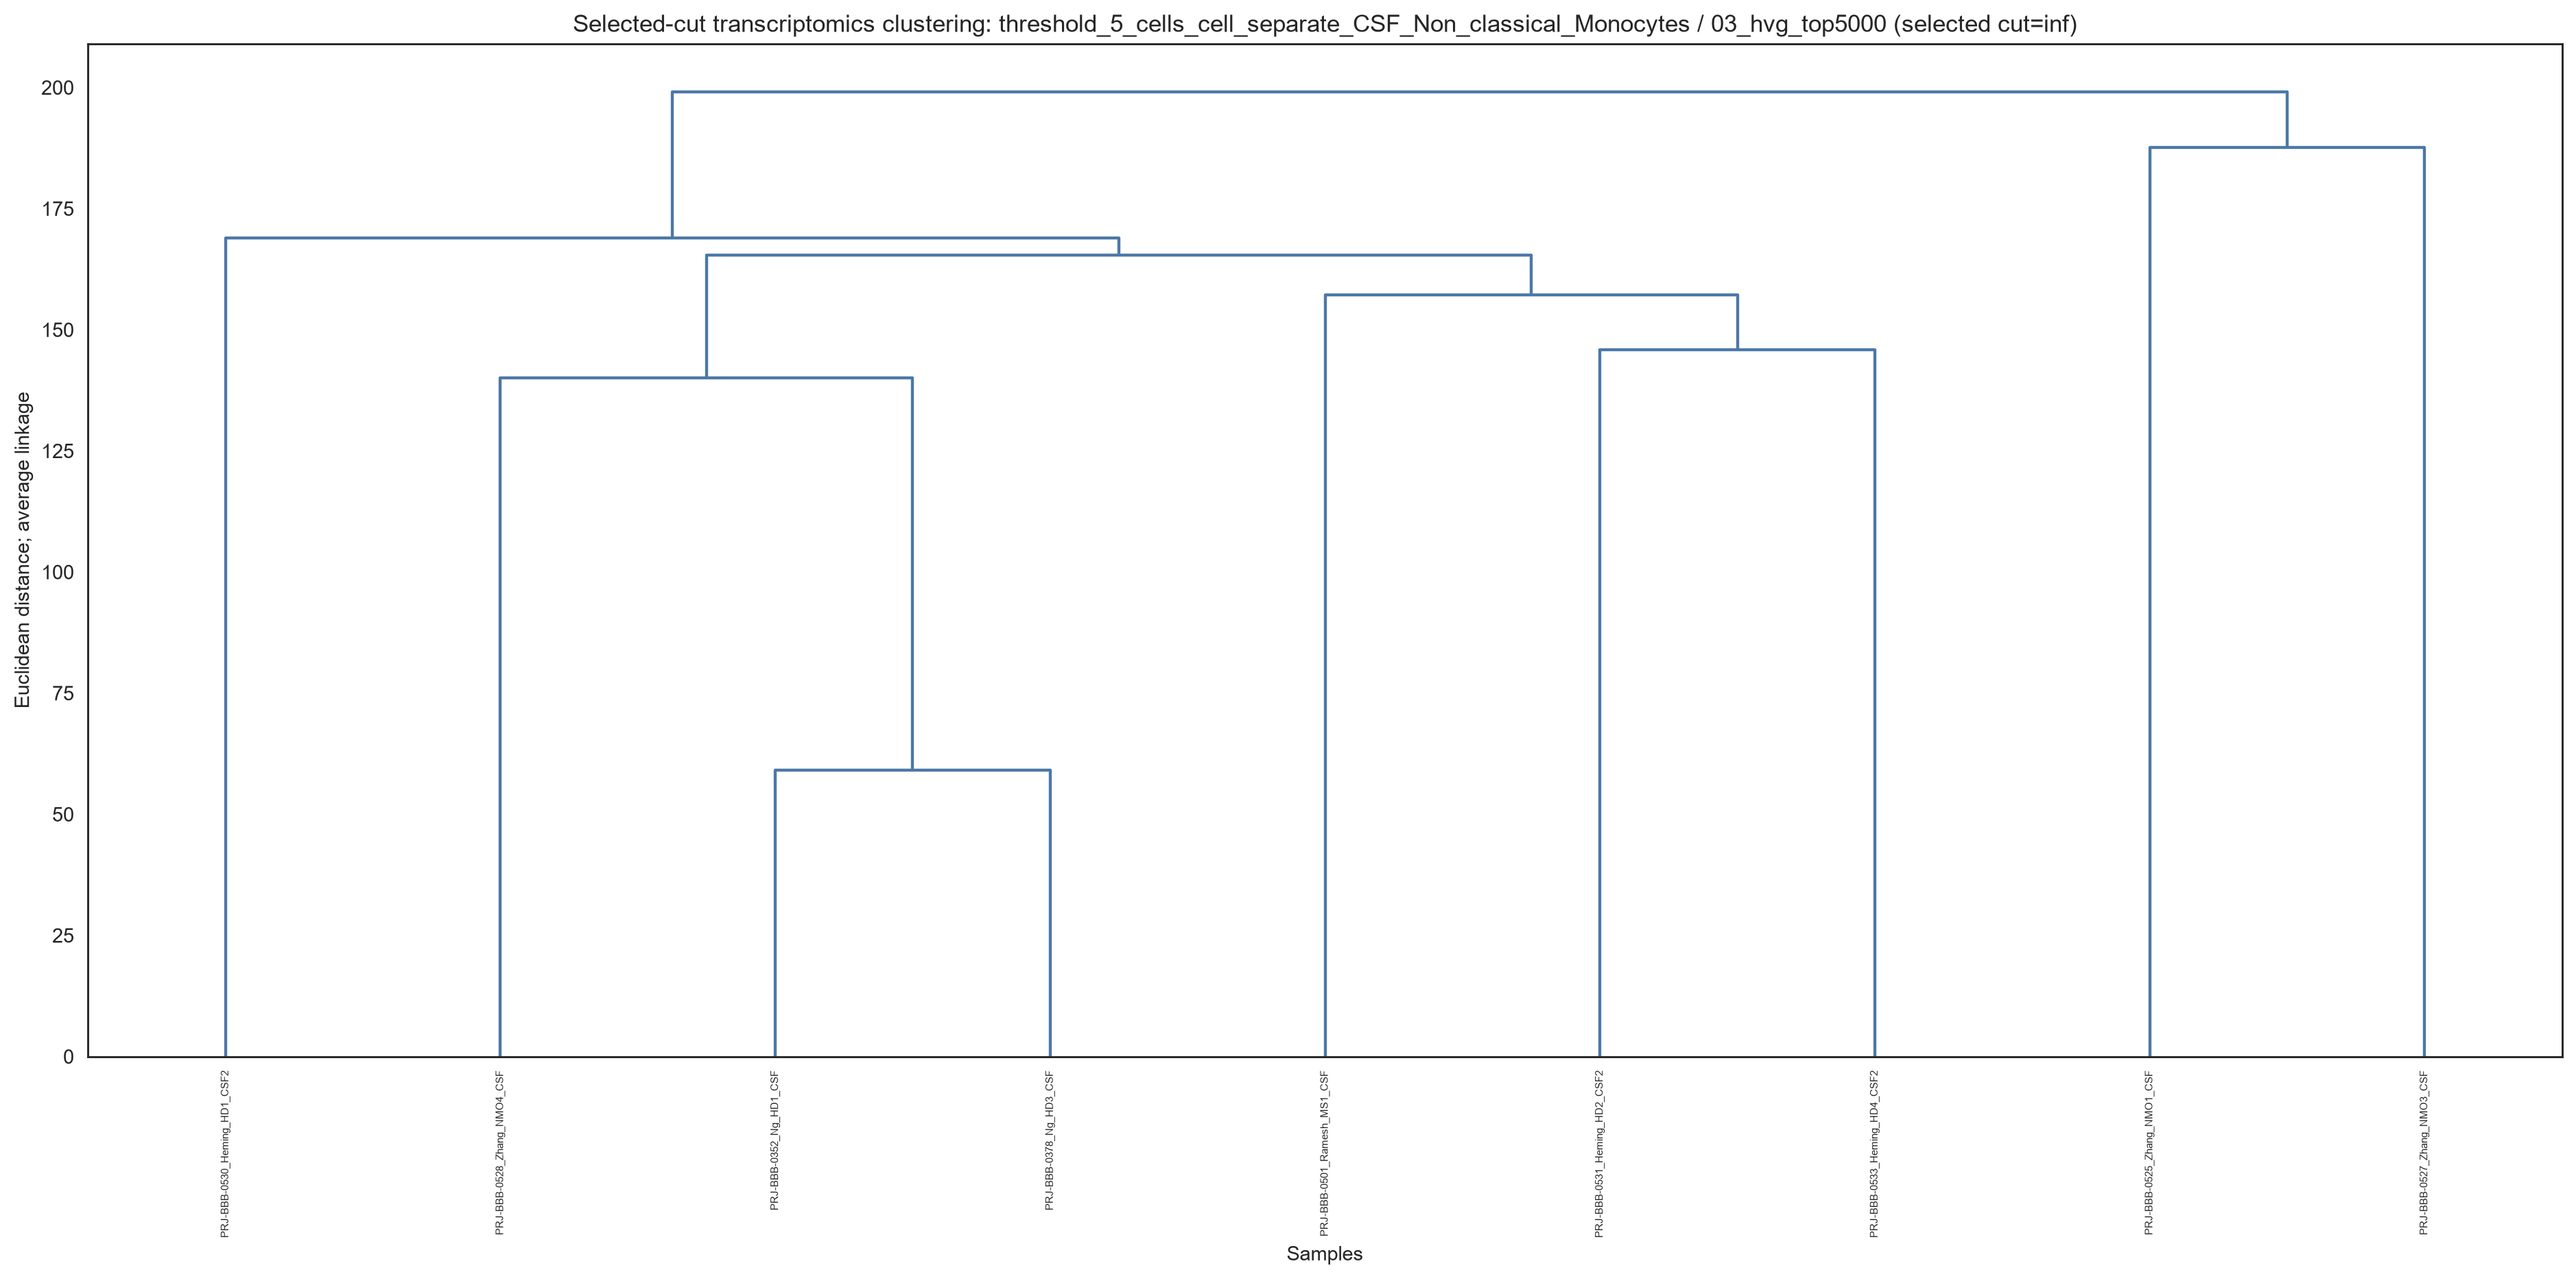 Selected-cut transcriptomics clustering: threshold_5_cells_cell_separate_CSF_Non_classical_Monocytes / 03_hvg_top5000 (selected cut=inf)
Euclidean distance; average linkage
200
175
150
125
100
75
50
25
0
PRJ-BBB-0530_Heming_HD1_CSF2
PRJ-BBB-0528_Zhang_NMO4_CSF
PRJ-BBB-0352_Ng_HD1_CSF
PRJ-BBB-0378_Ng_HD3_CSF
PRJ-BBB-0501_Ramesh_MS1_CSF
PRJ-BBB-0531_Heming_HD2_CSF2
PRJ-BBB-0533_Heming_HD4_CSF2
PRJ-BBB-0525_Zhang_NMO1_CSF
PRJ-BBB-0527_Zhang_NMO3_CSF
Samples